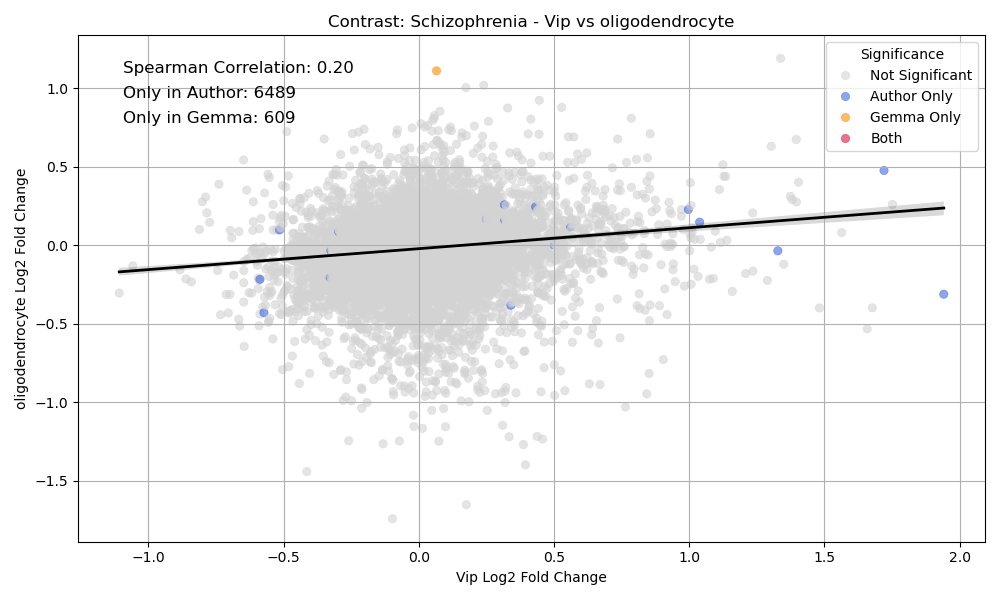 Contrast: Schizophrenia - Vip vs oligodendrocyte
Spearman Correlation: 0.20
Only in Author: 6489
Only in Gemma: 609
Significance
Not Significant
Author Only
Gemma Only
Both
oligodendrocyte Log2 Fold Change
1.0
0.5
0.0
−0.5
−1.0
−1.5
−1.0
−0.5
0.0
0.5
1.0
1.5
2.0
Vip Log2 Fold Change